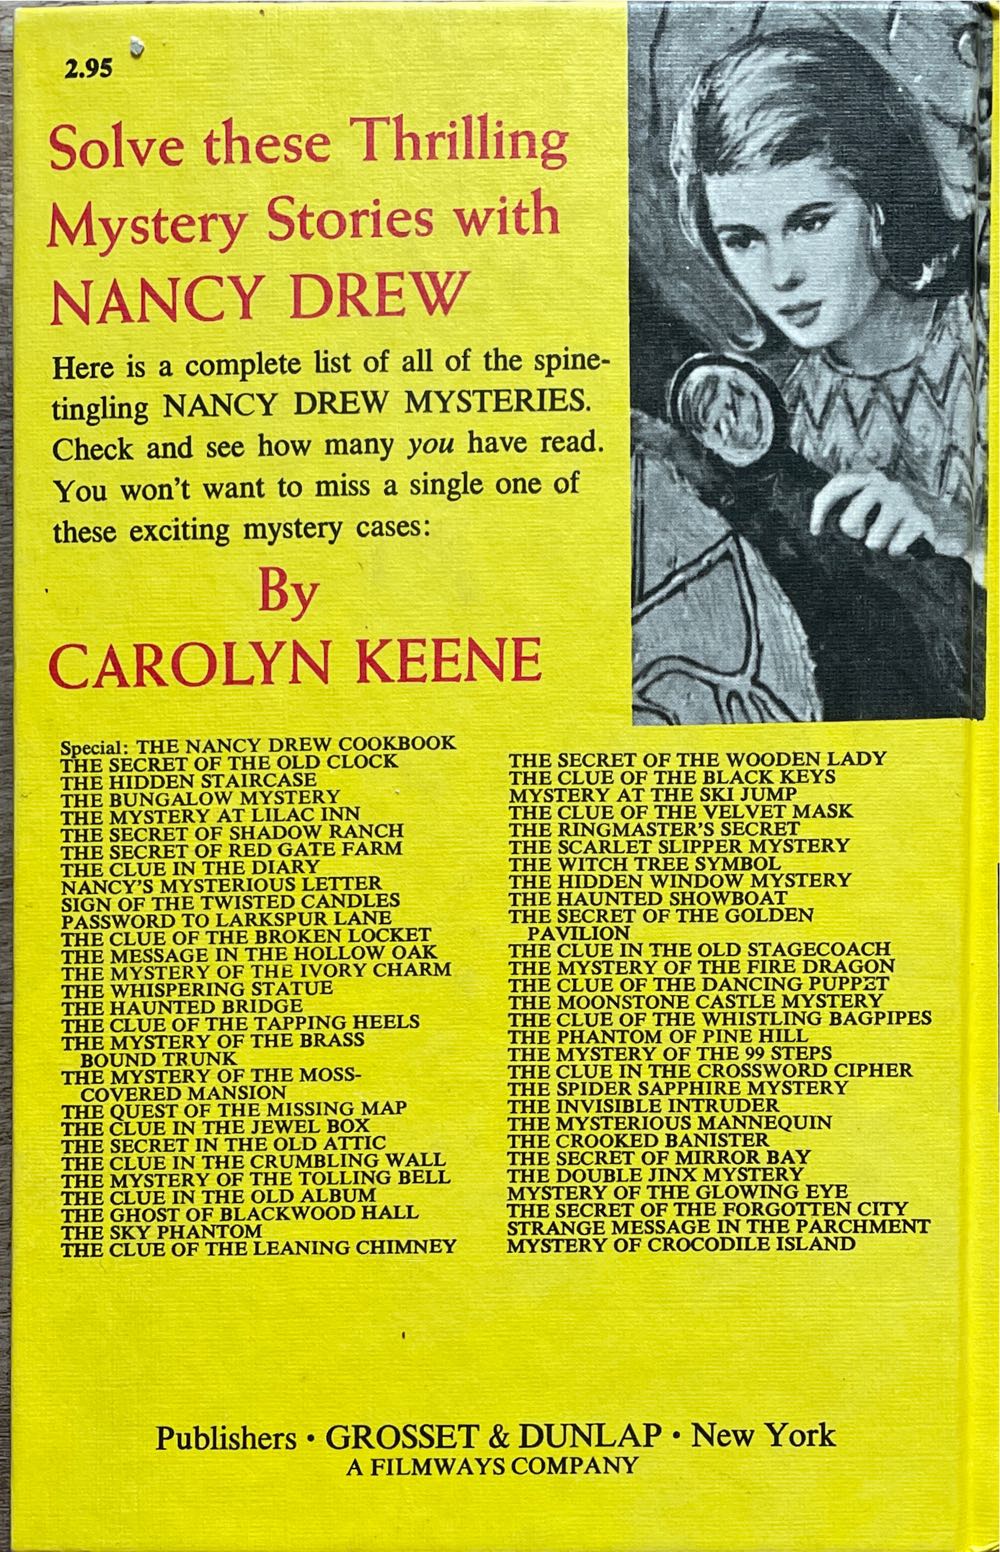 2.95
Solve these Thrilling
Mystery Stories with
NANCY DREW
Here is a complete list of all of the spine-
tingling NANCY DREW MYSTERIES.
Check and see how many you have read.
You won't want to miss a single one of
these exciting mystery cases:
By
CAROLYN KEENE
Special: THE NANCY DREW COOKBOOK
THE SECRET OF THE OLD CLOCK
THE HIDDEN STAIRCASE
THE BUNGALOW MYSTERY
THE MYSTERY AT LILAC INN
THE SECRET OF SHADOW RANCH
THE SECRET OF RED GATE FARM
THE CLUE IN THE DIARY
NANCY'S MYSTERIOUS LETTER
SIGN OF THE TWISTED CANDLES
PASSWORD TO LARKSPUR LANE
THE CLUE OF THE BROKEN LOCKET
THE MESSAGE IN THE HOLLOW OAK
THE MYSTERY OF THE IVORY CHARM
THE WHISPERING STATUE
THE HAUNTED BRIDGE
THE CLUE OF THE TAPPING HEELS
THE MYSTERY OF THE BRASS
BOUND TRUNK
THE MYSTERY OF THE MOSS-
COVERED MANSION
THE QUEST OF THE MISSING MAP
THE CLUE IN THE JEWEL BOX
THE SECRET IN THE OLD ATTIC
THE CLUE IN THE CRUMBLING WALL
THE MYSTERY OF THE TOLLING BELL
THE CLUE IN THE OLD ALBUM
THE GHOST OF BLACKWOOD HALL
THE SKY PHANTOM
THE CLUE OF THE LEANING CHIMNEY
THE SECRET OF THE WOODEN LADY
THE CLUE OF THE BLACK KEYS
MYSTERY AT THE SKI JUMP
THE CLUE OF THE VELVET MASK
THE RINGMASTER'S SECRET
THE SCARLET SLIPPER MYSTERY
THE WITCH TREE SYMBOL
THE HIDDEN WINDOW MYSTERY
THE HAUNTED SHOWBOAT
THE SECRET OF THE GOLDEN
PAVILION
THE CLUE IN THE OLD STAGECOACH
THE MYSTERY OF THE FIRE DRAGON
THE CLUE OF THE DANCING PUPPET
THE MOONSTONE CASTLE MYSTERY
THE CLUE OF THE WHISTLING BAGPIPES
THE PHANTOM OF PINE HILL
THE MYSTERY OF THE 99 STEPS
THE CLUE IN THE CROSSWORD CIPHER
THE SPIDER SAPPHIRE MYSTERY
THE INVISIBLE INTRUDER
THE MYSTERIOUS MANNEQUIN
THE CROOKED BANISTER
THE SECRET OF MIRROR BAY
THE DOUBLE JINX MYSTERY
MYSTERY OF THE GLOWING EYE
THE SECRET OF THE FORGOTTEN CITY
STRANGE MESSAGE IN THE PARCHMENT
MYSTERY OF CROCODILE ISLAND
Publishers • GROSSET & DUNLAP • New York
A FILMWAYS COMPANY